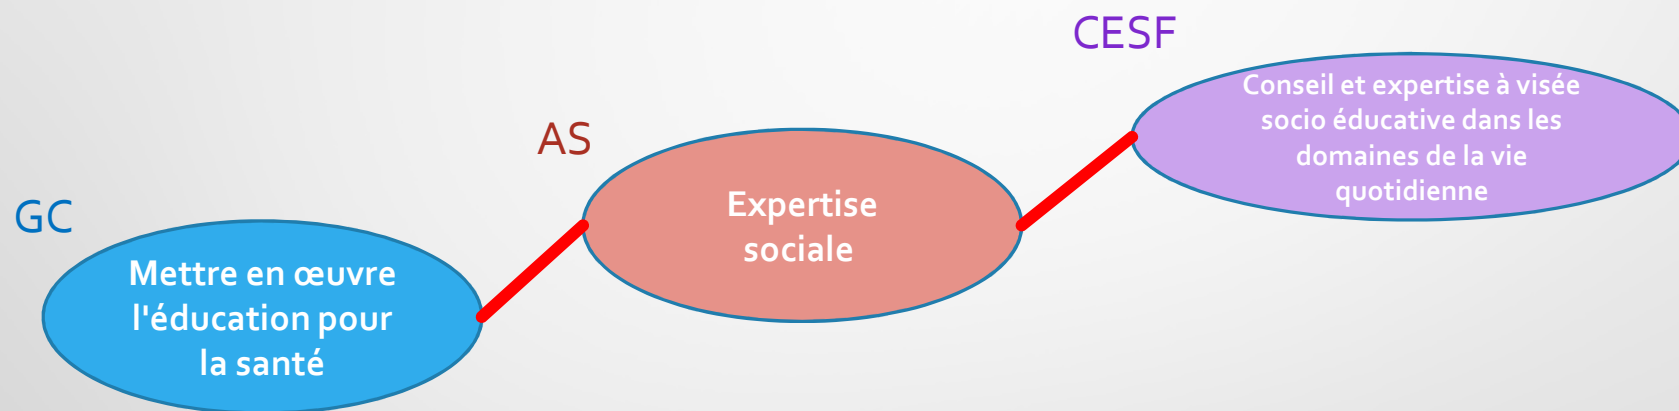 GC
Mettre en œuvre
l'éducation pour
la santé
AS
Expertise
sociale
CESF
Conseil et expertise à visée
socio éducative dans les
domaines de la vie
quotidienne